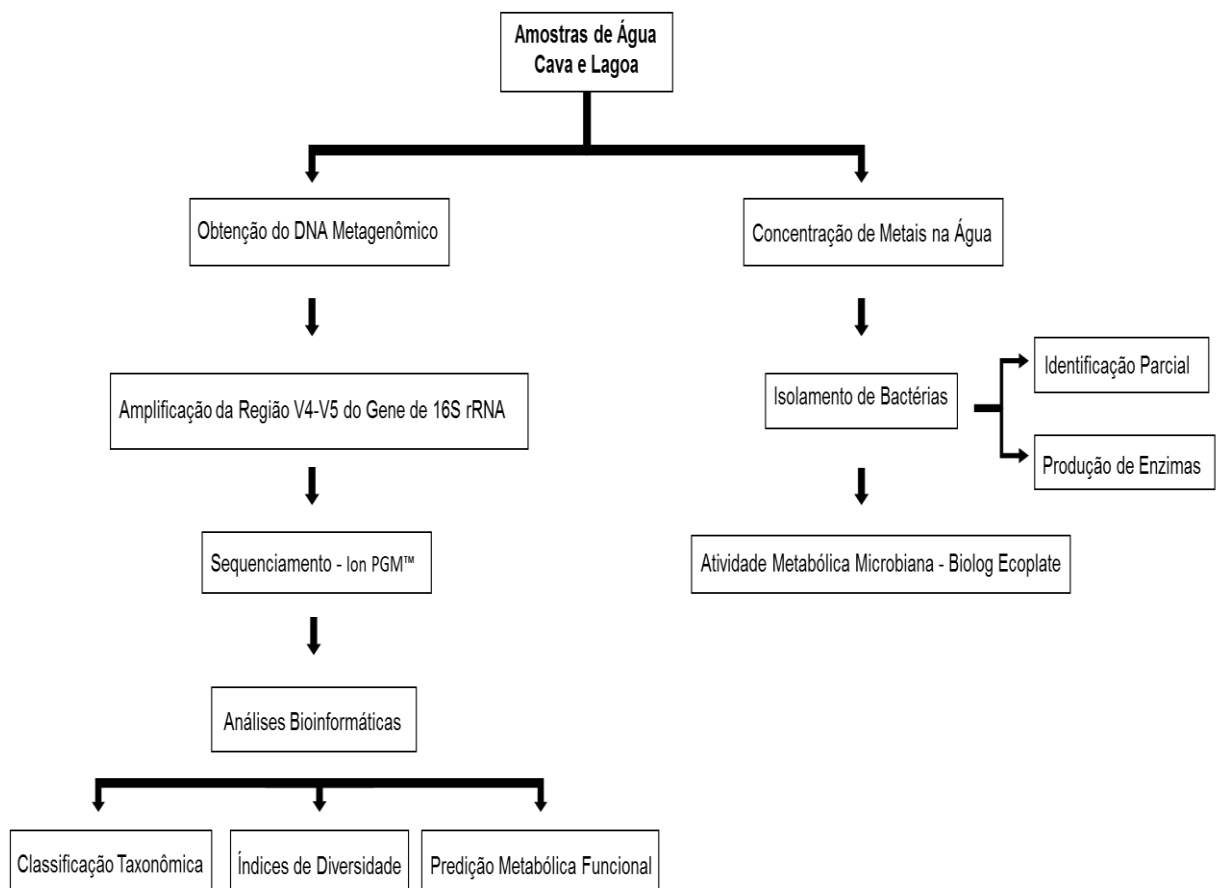 Amostras de Água
Cava e Lagoa
Obtenção do DNA Metagenômico
Concentração de Metais na Água
Amplificação da Região V4-V5 do Gene de 16S rRNA
Isolamento de Bactérias
Identificação Parcial
Produção de Enzimas
Sequenciamento - Ion PGM™
Atividade Metabólica Microbiana - Biolog Ecoplate
Análises Bioinformáticas
Classificação Taxonômica
Índices de Diversidade
Predição Metabólica Funcional